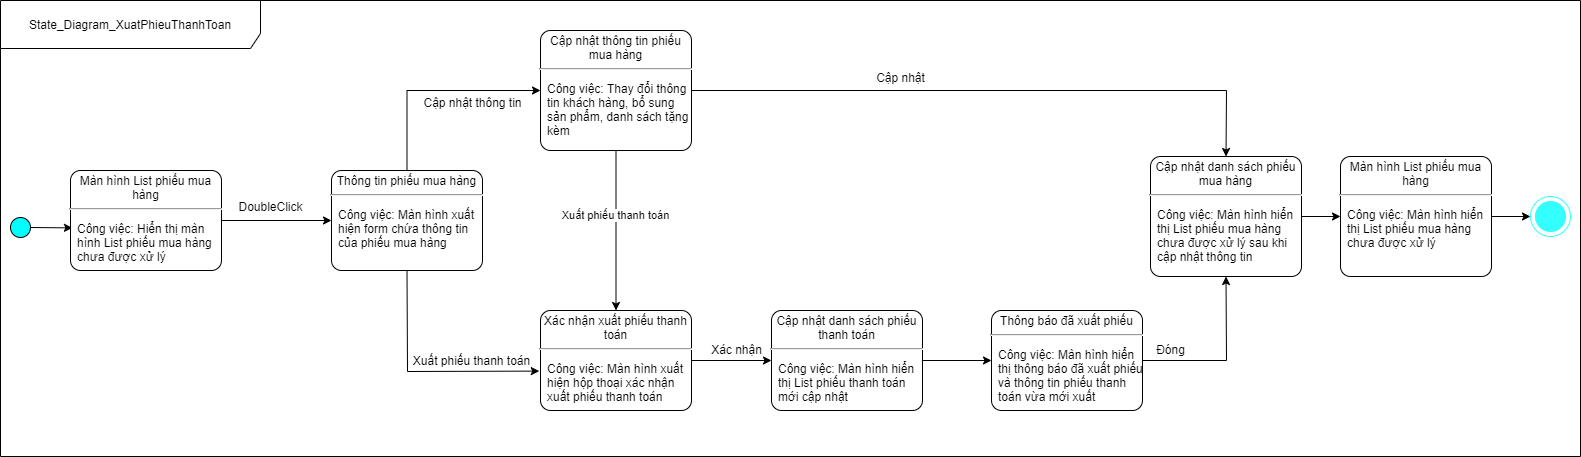 State_Diagram_XuatPhieuThanhToan
Màn hình List phiếu mua
hàng
Công việc: Hiển thị màn
hình List phiếu mua hàng
chưa được xử lý
DoubleClick
Thông tin phiếu mua hàng
Công việc: Màn hình xuất
hiện form chứa thông tin
của phiếu mua hàng
Cập nhật thông tin
Cập nhật thông tin phiếu
mua hàng
Công việc: Thay đổi thông
tin khách hàng, bổ sung
sản phẩm, danh sách tặng
kèm
Cập nhật
Xuất phiếu thanh toán
Xuất phiếu thanh toán
Xác nhận xuất phiếu thanh
toán
Công việc: Màn hình xuất
hiện hộp thoại xác nhận
xuất phiếu thanh toán
Xác nhận
Cập nhật danh sách phiếu
thanh toán
Công việc: Màn hình hiển
thị List phiếu thanh toán
mới cập nhật
Thông báo đã xuất phiếu
Công việc: Màn hình hiển
thị thông báo đã xuất phiếu
và thông tin phiếu thanh
toán vừa mới xuất
Đóng
Cập nhật danh sách phiếu
mua hàng
Công việc: Màn hình hiển
thị List phiếu mua hàng
chưa được xử lý sau khi
cập nhật thông tin
Màn hình List phiếu mua
hàng
Công việc: Màn hình hiển
thị List phiếu mua hàng
chưa được xử lý